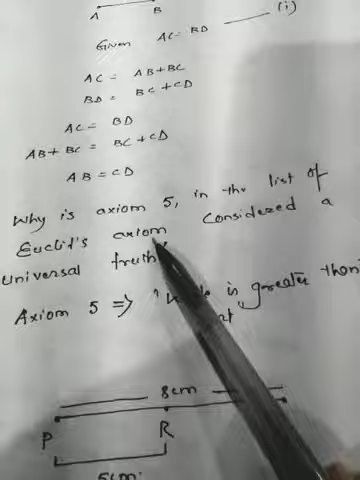 A B
Given AC = BD (i)
AC = AB + BC
BD = BC + CD
AC = BD
AB + BC = BC + CD
AB = CD
Why is axiom 5, in the list of
Euclid's axiom Considered a
universal truth
Axiom 5 => is greater than
8cm
P R
5cm